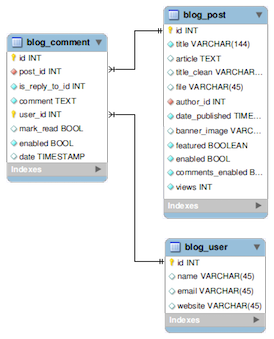 blog_comment
id INT
post_id INT
is_reply_to_id INT
comment TEXT
user_id INT
mark_read BOOL
enabled BOOL
date TIMESTAMP
Indexes
blog_post
id INT
title VARCHAR(144)
article TEXT
title_clean VARCHAR...
file VARCHAR(45)
author_id INT
date_published TIME...
banner_image VARC...
featured BOOLEAN
enabled BOOL
comments_enabled B...
views INT
Indexes
blog_user
id INT
name VARCHAR(45)
email VARCHAR(45)
website VARCHAR(45)
Indexes